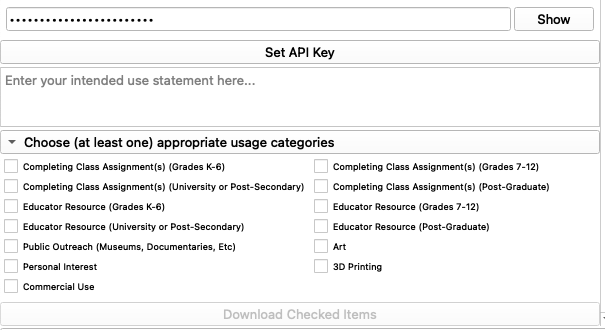 •••••••••••••••••••••••• Show
Set API Key
Enter your intended use statement here...
Choose (at least one) appropriate usage categories
Completing Class Assignment(s) (Grades K-6) Completing Class Assignment(s) (Grades 7-12)
Completing Class Assignment(s) (University or Post-Secondary) Completing Class Assignment(s) (Post-Graduate)
Educator Resource (Grades K-6) Educator Resource (Grades 7-12)
Educator Resource (University or Post-Secondary) Educator Resource (Post-Graduate)
Public Outreach (Museums, Documentaries, Etc) Art
Personal Interest 3D Printing
Commercial Use
Download Checked Items